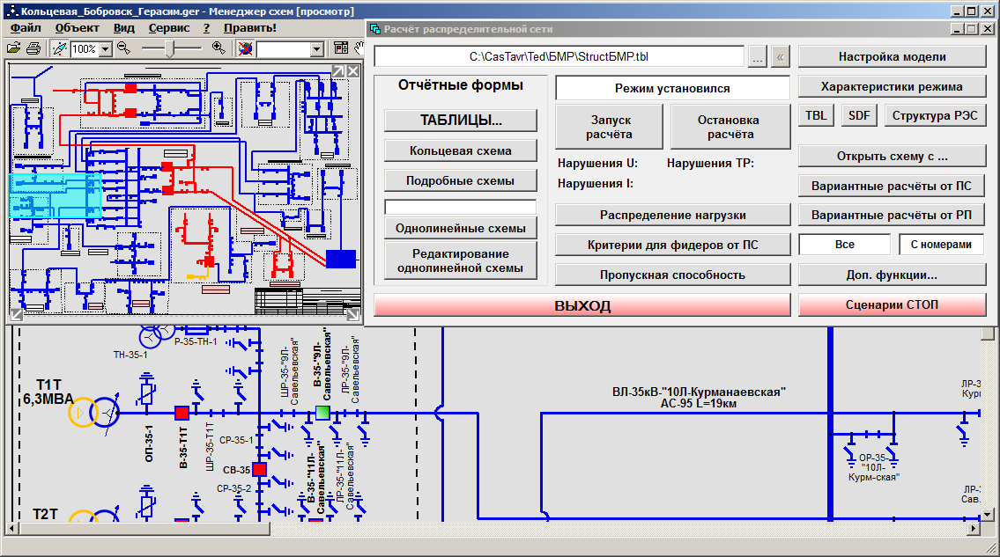 Кольцевая_Бобровск_Герасим.ger - Менеджер схем [просмотр]
Файл Объект Вид Сервис ? Править!
100%
Расчёт распределительной сети
C:\CasTavr\Ted\БМР\StructБМР.tbl
...
«
Настройка модели
Отчётные формы
Режим установился
Характеристики режима
ТАБЛИЦЫ...
Запуск
расчёта
Остановка
расчёта
TBL
SDF
Структура РЭС
Кольцевая схема
Нарушения U:
Нарушения ТР:
Открыть схему с ...
Подробные схемы
Нарушения I:
Вариантные расчёты от ПС
Однолинейные схемы
Распределение нагрузки
Вариантные расчёты от РП
Редактирование
однолинейной схемы
Критерии для фидеров от ПС
Все
С номерами
Пропускная способность
Доп. функции...
ВЫХОД
Сценарии СТОП
ТН-35-1
Р-35-ТН-1
ШР-35-"9Л-
Савельевская"
В-35-"9Л-
Савельевская"
ЛР-35-"9Л-
Савельевская"
Т1Т
6,3МВА
ОП-35-1
В-35-Т1Т
ШР-35-Т1Т
СР-35-1
СВ-35
СР-35-2
В-35-"11Л-
Савельевская"
ЛР-35-"11Л-
Савельевская"
ВЛ-35кВ-"10Л-Курманаевская"
АС-95 L=19км
ЛР-3
Кур
ОР-35-
"10Л-
Курм-ская"
ЛР-3
Сав.
Т2Т